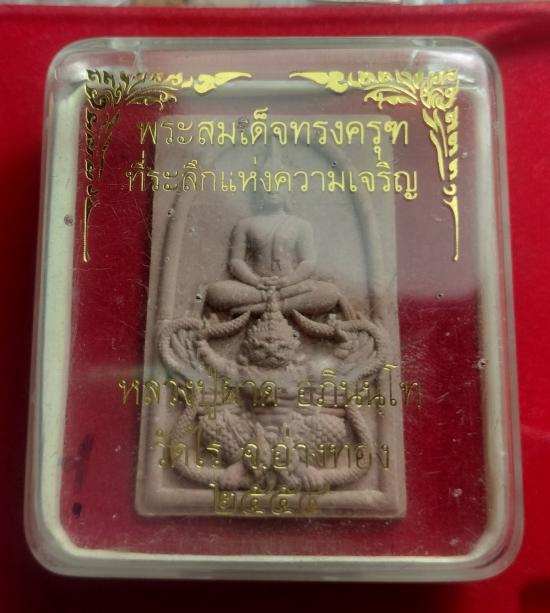 พระสมเด็จทรงครุฑ
ที่ระลึกแห่งความเจริญ
หลวงปู่ผาด อภินนฺโท
วัดไร่ จ.อ่างทอง
๒๕๕๔